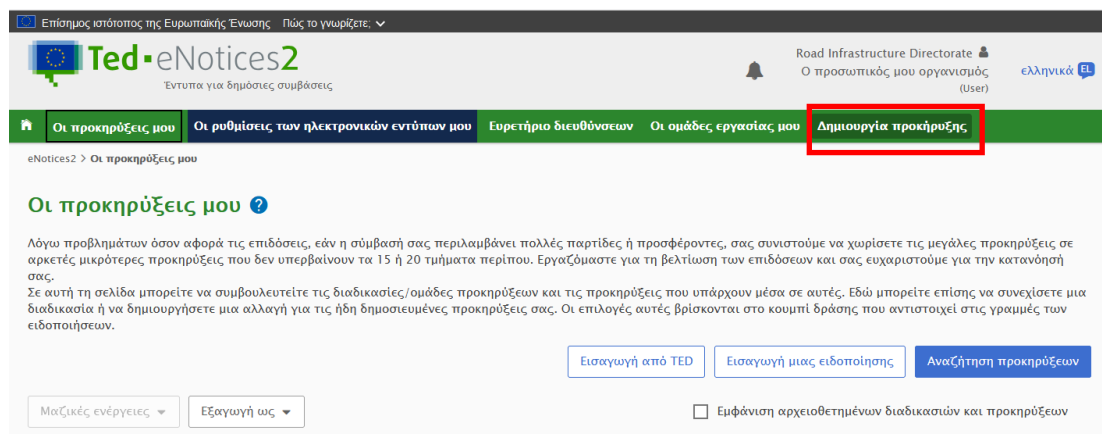 Επίσημος ιστότοπος της Ευρωπαϊκής Ένωσης Πώς το γνωρίζετε;
Ted eNotices2
Έντυπα για δημόσιες συμβάσεις
Road Infrastructure Directorate
Ο προσωπικός μου οργανισμός
(User)
ελληνικά EL
Οι προκηρύξεις μου Οι ρυθμίσεις των ηλεκτρονικών εντύπων μου Ευρετήριο διευθύνσεων Οι ομάδες εργασίας μου Δημιουργία προκήρυξης
eNotices2 > Οι προκηρύξεις μου
Οι προκηρύξεις μου ?
Λόγω προβλημάτων όσον αφορά τις επιδόσεις, εάν η σύμβασή σας περιλαμβάνει πολλές παρτίδες ή προσφέροντες, σας συνιστούμε να χωρίσετε τις μεγάλες προκηρύξεις σε
αρκετές μικρότερες προκηρύξεις που δεν υπερβαίνουν τα 15 ή 20 τμήματα περίπου. Εργαζόμαστε για τη βελτίωση των επιδόσεων και σας ευχαριστούμε για την κατανόησή
σας.
Σε αυτή τη σελίδα μπορείτε να συμβουλευτείτε τις διαδικασίες/ομάδες προκηρύξεων και τις προκηρύξεις που υπάρχουν μέσα σε αυτές. Εδώ μπορείτε επίσης να συνεχίσετε μια
διαδικασία ή να δημιουργήσετε μια αλλαγή για τις ήδη δημοσιευμένες προκηρύξεις σας. Οι επιλογές αυτές βρίσκονται στο κουμπί δράσης που αντιστοιχεί στις γραμμές των
ειδοποιήσεων.
Εισαγωγή από TED Εισαγωγή μιας ειδοποίησης Αναζήτηση προκηρύξεων
Μαζικές ενέργειες Εξαγωγή ως Εμφάνιση αρχειοθετημένων διαδικασιών και προκηρύξεων